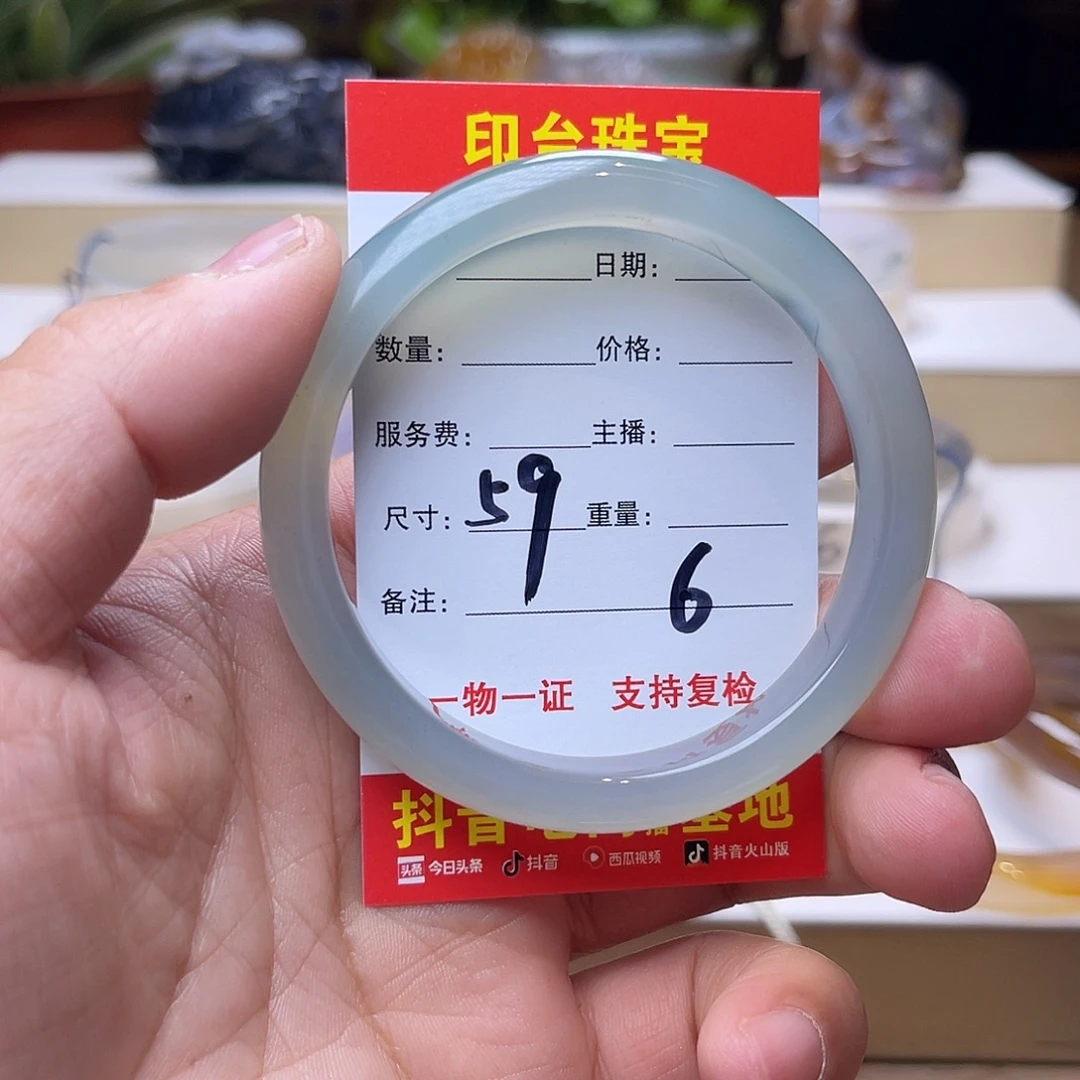 印台珠宝
日期：
数量： 价格：
服务费： 主播：
尺寸：59 重量：
备注： 6
一物一证 支持复检
抖音 基地
头条 今日头条 抖音 西瓜视频 抖音火山版